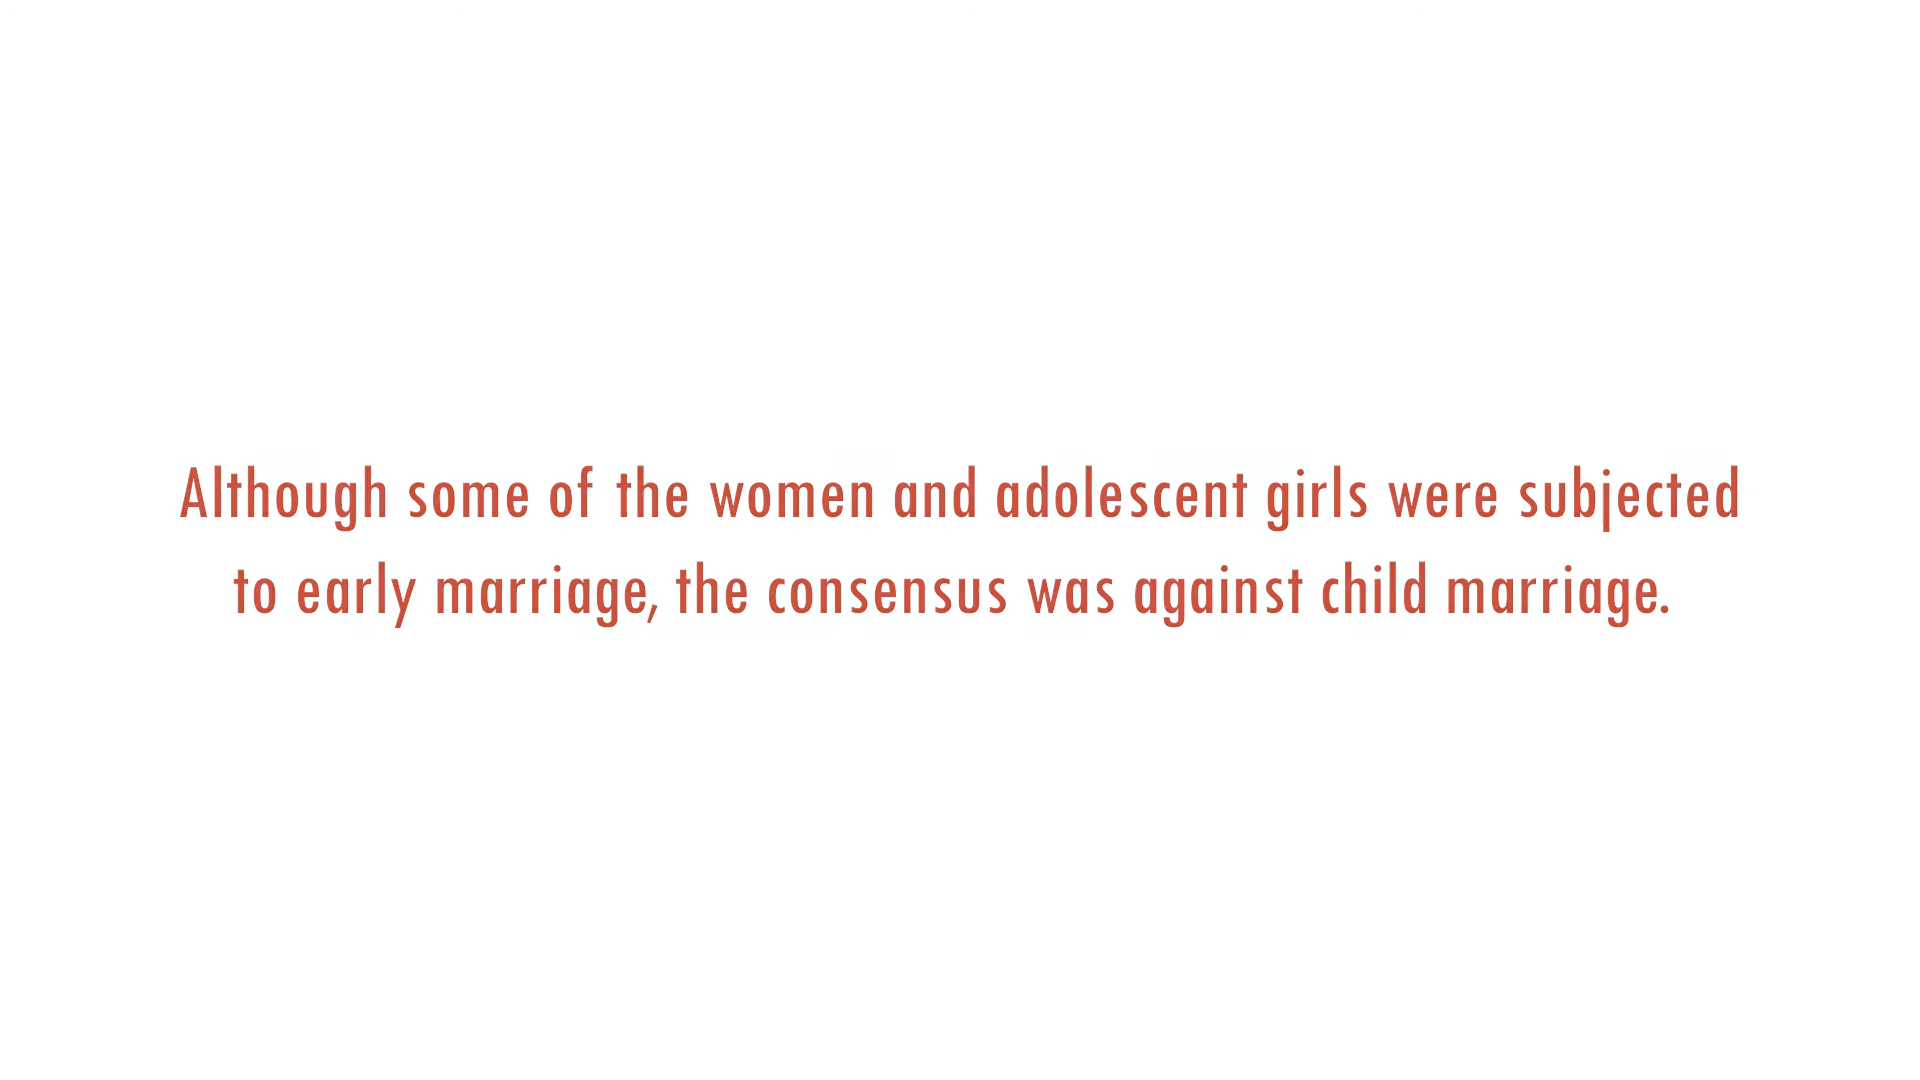 Although some of the women and adolescent girls were subjected
to early marriage, the consensus was against child marriage.